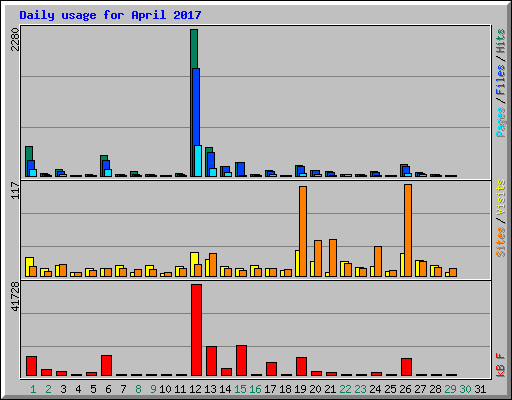 Daily usage for April 2017
2280
Pages/Files/Hits
117
Sites/Visits
41728
kB F
1 2 3 4 5 6 7 8 9 10 11 12 13 14 15 16 17 18 19 20 21 22 23 24 25 26 27 28 29 30 31